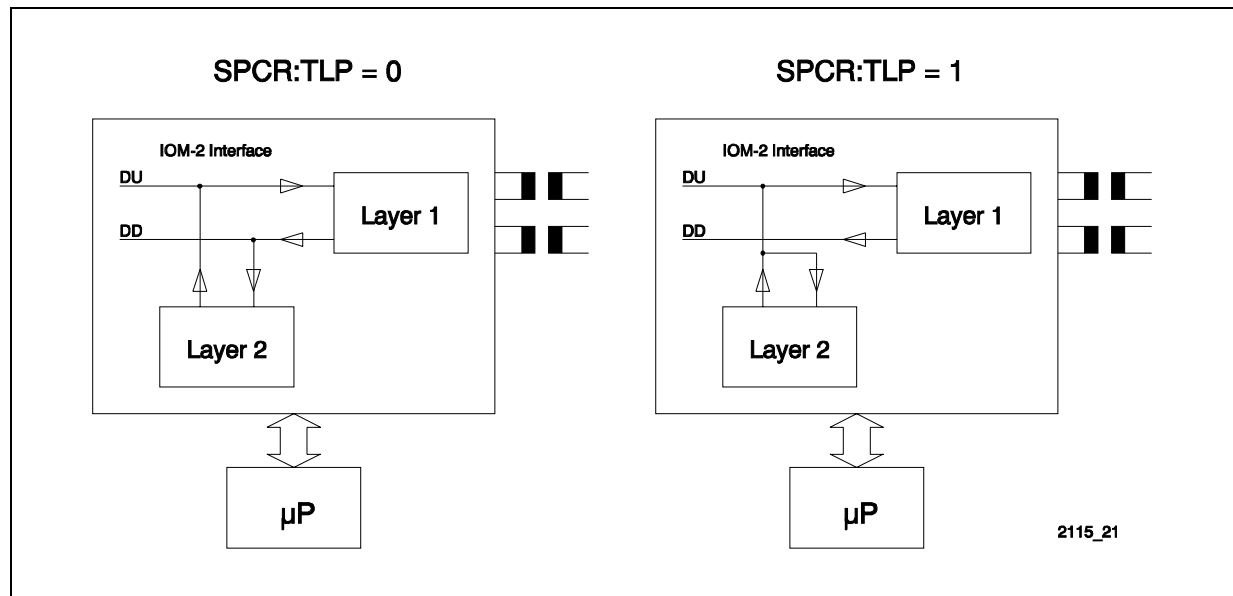 SPCR:TLP = 0
SPCR:TLP = 1
IOM-2 Interface
DU
DD
Layer 1
Layer 2
µP
IOM-2 Interface
DU
DD
Layer 1
Layer 2
µP
2115_21